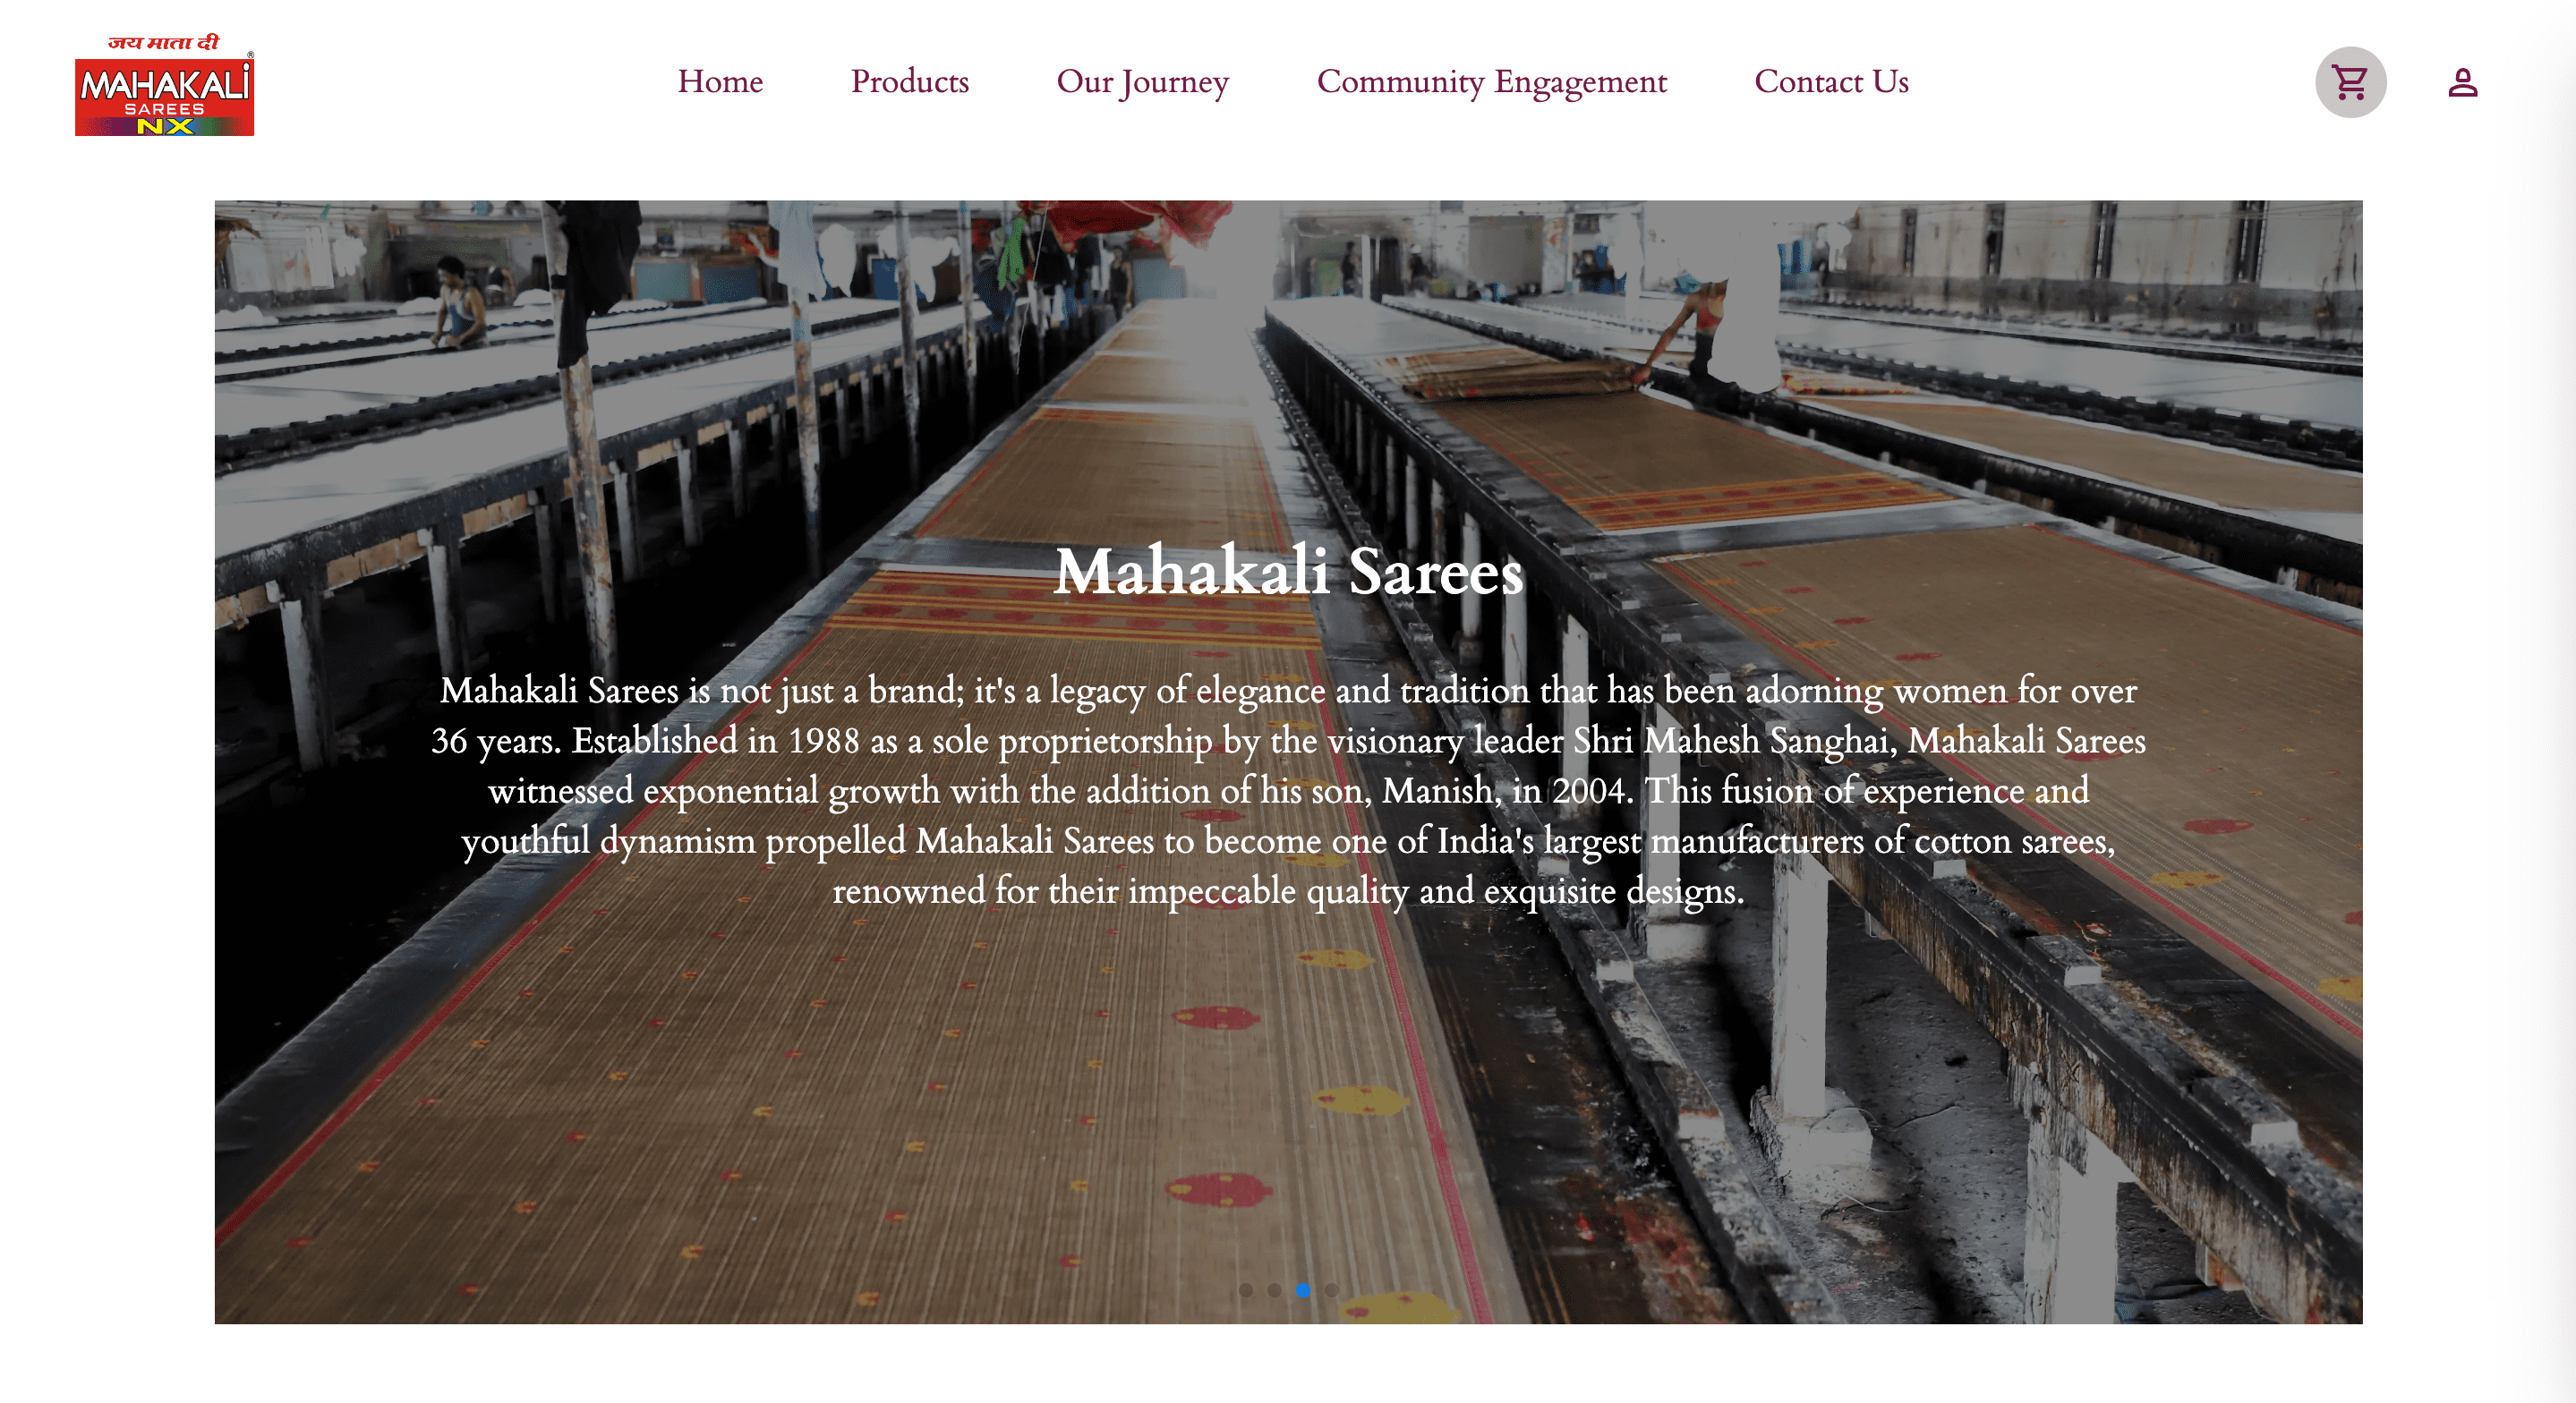 जय माता दी
MAHAKALI®
SAREES
NX
Home
Products
Our Journey
Community Engagement
Contact Us
Mahakali Sarees
Mahakali Sarees is not just a brand; it's a legacy of elegance and tradition that has been adorning women for over
36 years. Established in 1988 as a sole proprietorship by the visionary leader Shri Mahesh Sanghai, Mahakali Sarees
witnessed exponential growth with the addition of his son, Manish, in 2004. This fusion of experience and
youthful dynamism propelled Mahakali Sarees to become one of India's largest manufacturers of cotton sarees,
renowned for their impeccable quality and exquisite designs.